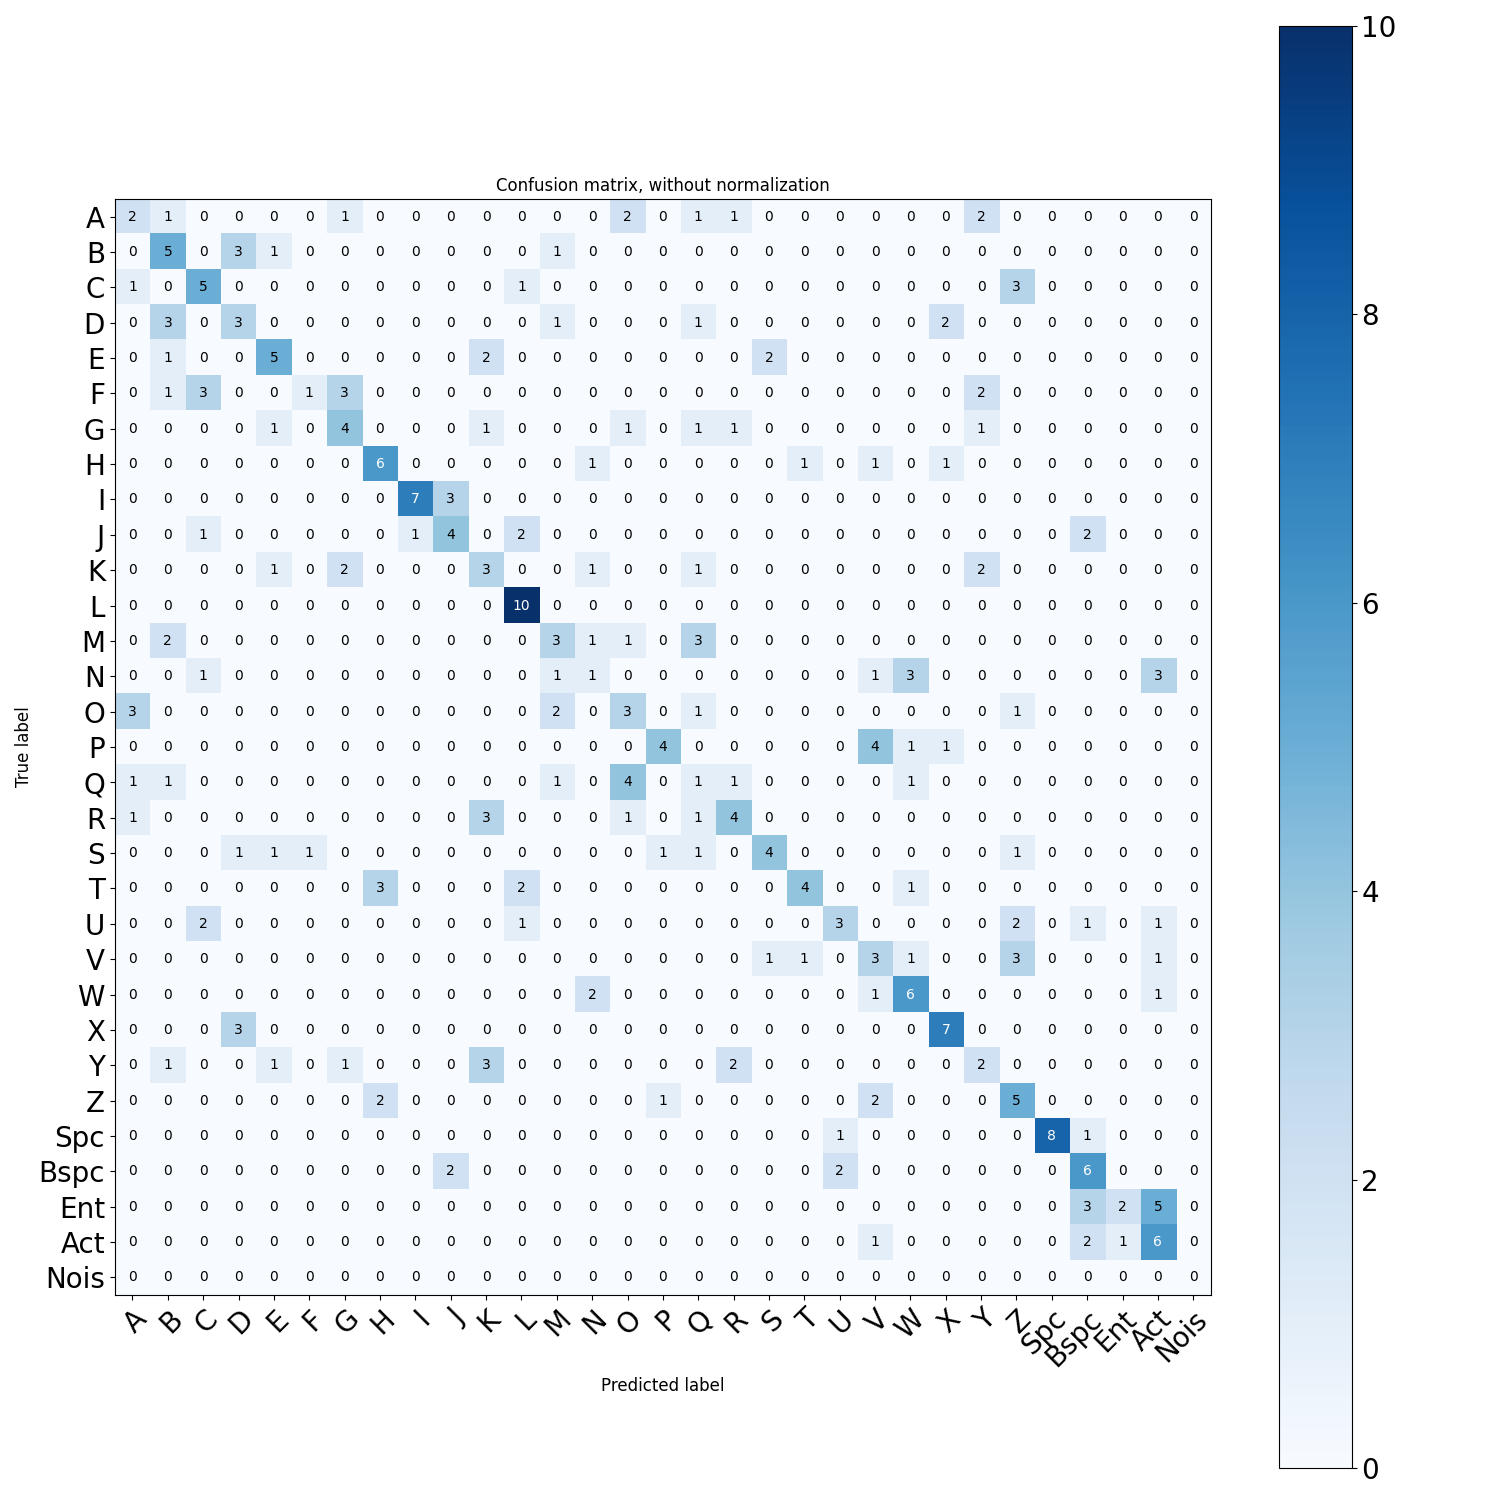 Confusion matrix, without normalization
A 2 1 0 0 0 0 1 0 0 0 0 0 0 0 2 0 1 1 0 0 0 0 0 0 2 0 0 0 0 0 0
B 0 5 0 3 1 0 0 0 0 0 0 0 1 0 0 0 0 0 0 0 0 0 0 0 0 0 0 0 0 0 0
C 1 0 5 0 0 0 0 0 0 0 0 1 0 0 0 0 0 0 0 0 0 0 0 0 0 3 0 0 0 0 0
D 0 3 0 3 0 0 0 0 0 0 0 0 1 0 0 0 1 0 0 0 0 0 0 2 0 0 0 0 0 0 0
E 0 1 0 0 5 0 0 0 0 0 2 0 0 0 0 0 0 0 2 0 0 0 0 0 0 0 0 0 0 0 0
F 0 1 3 0 0 1 3 0 0 0 0 0 0 0 0 0 0 0 0 0 0 0 0 0 2 0 0 0 0 0 0
G 0 0 0 0 1 0 4 0 0 0 1 0 0 0 1 0 1 1 0 0 0 0 0 0 1 0 0 0 0 0 0
H 0 0 0 0 0 0 0 6 0 0 0 0 0 1 0 0 0 0 0 1 0 1 0 1 0 0 0 0 0 0 0
I 0 0 0 0 0 0 0 0 7 3 0 0 0 0 0 0 0 0 0 0 0 0 0 0 0 0 0 0 0 0 0
J 0 0 1 0 0 0 0 0 1 4 0 2 0 0 0 0 0 0 0 0 0 0 0 0 0 0 0 2 0 0 0
K 0 0 0 0 1 0 2 0 0 0 3 0 0 1 0 0 1 0 0 0 0 0 0 0 2 0 0 0 0 0 0
L 0 0 0 0 0 0 0 0 0 0 0 10 0 0 0 0 0 0 0 0 0 0 0 0 0 0 0 0 0 0 0
M 0 2 0 0 0 0 0 0 0 0 0 0 3 1 1 0 3 0 0 0 0 0 0 0 0 0 0 0 0 0 0
N 0 0 1 0 0 0 0 0 0 0 0 0 1 1 0 0 0 0 0 0 0 1 3 0 0 0 0 0 0 3 0
O 3 0 0 0 0 0 0 0 0 0 0 0 2 0 3 0 1 0 0 0 0 0 0 0 0 1 0 0 0 0 0
P 0 0 0 0 0 0 0 0 0 0 0 0 0 0 0 4 0 0 0 0 0 4 1 1 0 0 0 0 0 0 0
Q 1 1 0 0 0 0 0 0 0 0 0 0 1 0 4 0 1 1 0 0 0 0 1 0 0 0 0 0 0 0 0
R 1 0 0 0 0 0 0 0 0 0 3 0 0 0 1 0 1 4 0 0 0 0 0 0 0 0 0 0 0 0 0
S 0 0 0 1 1 1 0 0 0 0 0 0 0 0 0 1 1 0 4 0 0 0 0 0 0 1 0 0 0 0 0
T 0 0 0 0 0 0 0 3 0 0 0 2 0 0 0 0 0 0 0 4 0 0 1 0 0 0 0 0 0 0 0
U 0 0 2 0 0 0 0 0 0 0 0 1 0 0 0 0 0 0 0 0 3 0 0 0 0 2 0 1 0 1 0
V 0 0 0 0 0 0 0 0 0 0 0 0 0 0 0 0 0 0 1 1 0 3 1 0 0 3 0 0 0 1 0
W 0 0 0 0 0 0 0 0 0 0 0 0 0 2 0 0 0 0 0 0 0 1 6 0 0 0 0 0 0 1 0
X 0 0 0 3 0 0 0 0 0 0 0 0 0 0 0 0 0 0 0 0 0 0 0 7 0 0 0 0 0 0 0
Y 0 1 0 0 1 0 1 0 0 0 3 0 0 0 0 0 0 2 0 0 0 0 0 0 2 0 0 0 0 0 0
Z 0 0 0 0 0 0 0 2 0 0 0 0 0 0 0 1 0 0 0 0 0 2 0 0 0 5 0 0 0 0 0
Spc 0 0 0 0 0 0 0 0 0 0 0 0 0 0 0 0 0 0 0 0 1 0 0 0 0 0 8 1 0 0 0
Bspc 0 0 0 0 0 0 0 0 0 2 0 0 0 0 0 0 0 0 0 0 2 0 0 0 0 0 0 6 0 0 0
Ent 0 0 0 0 0 0 0 0 0 0 0 0 0 0 0 0 0 0 0 0 0 0 0 0 0 0 0 3 2 5 0
Act 0 0 0 0 0 0 0 0 0 0 0 0 0 0 0 0 0 0 0 0 0 1 0 0 0 0 0 2 1 6 0
Nois 0 0 0 0 0 0 0 0 0 0 0 0 0 0 0 0 0 0 0 0 0 0 0 0 0 0 0 0 0 0 0
A B C D E F G H I J K L M N O P Q R S T U V W X Y Z Spc Bspc Ent Act Nois
Predicted label
True label
10
8
6
4
2
0